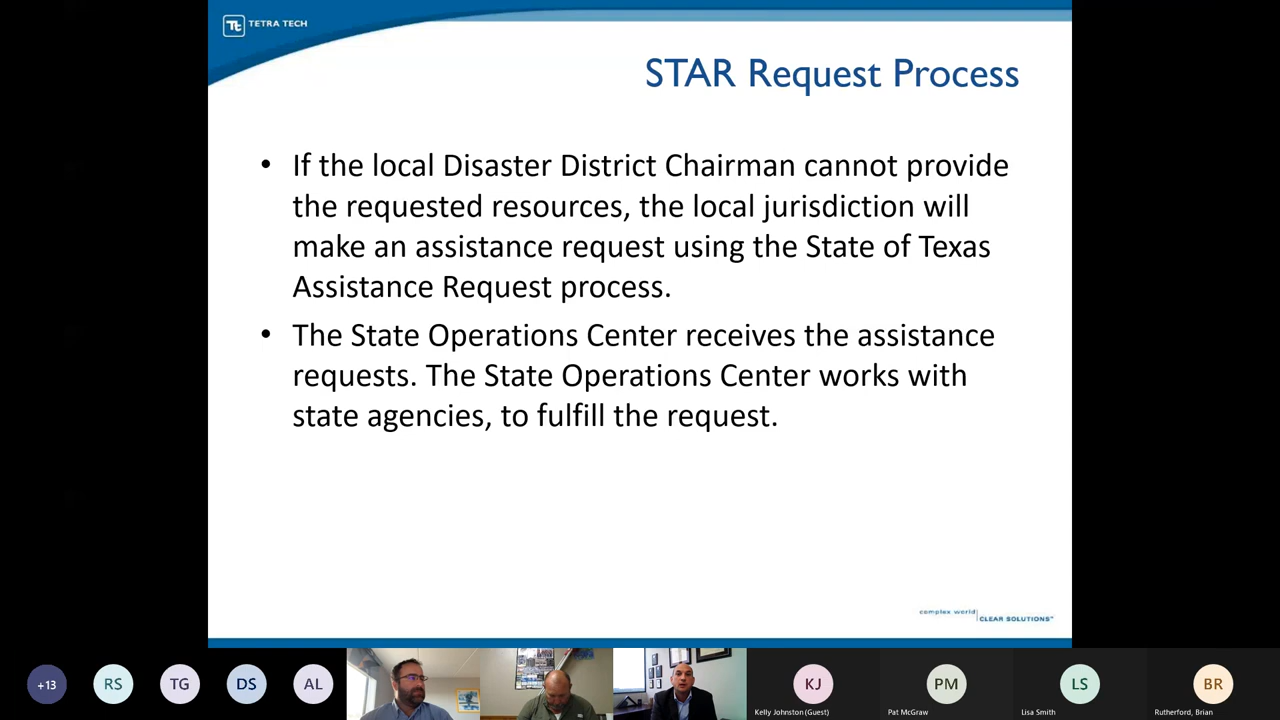 Tt TETRA TECH
STAR Request Process
• If the local Disaster District Chairman cannot provide
the requested resources, the local jurisdiction will
make an assistance request using the State of Texas
Assistance Request process.
• The State Operations Center receives the assistance
requests. The State Operations Center works with
state agencies, to fulfill the request.
complex world
CLEAR SOLUTIONS™
+13
RS
TG
DS
AL
KJ
PM
LS
BR
Kelly Johnston (Guest)
Pat McGraw
Lisa Smith
Rutherford, Brian